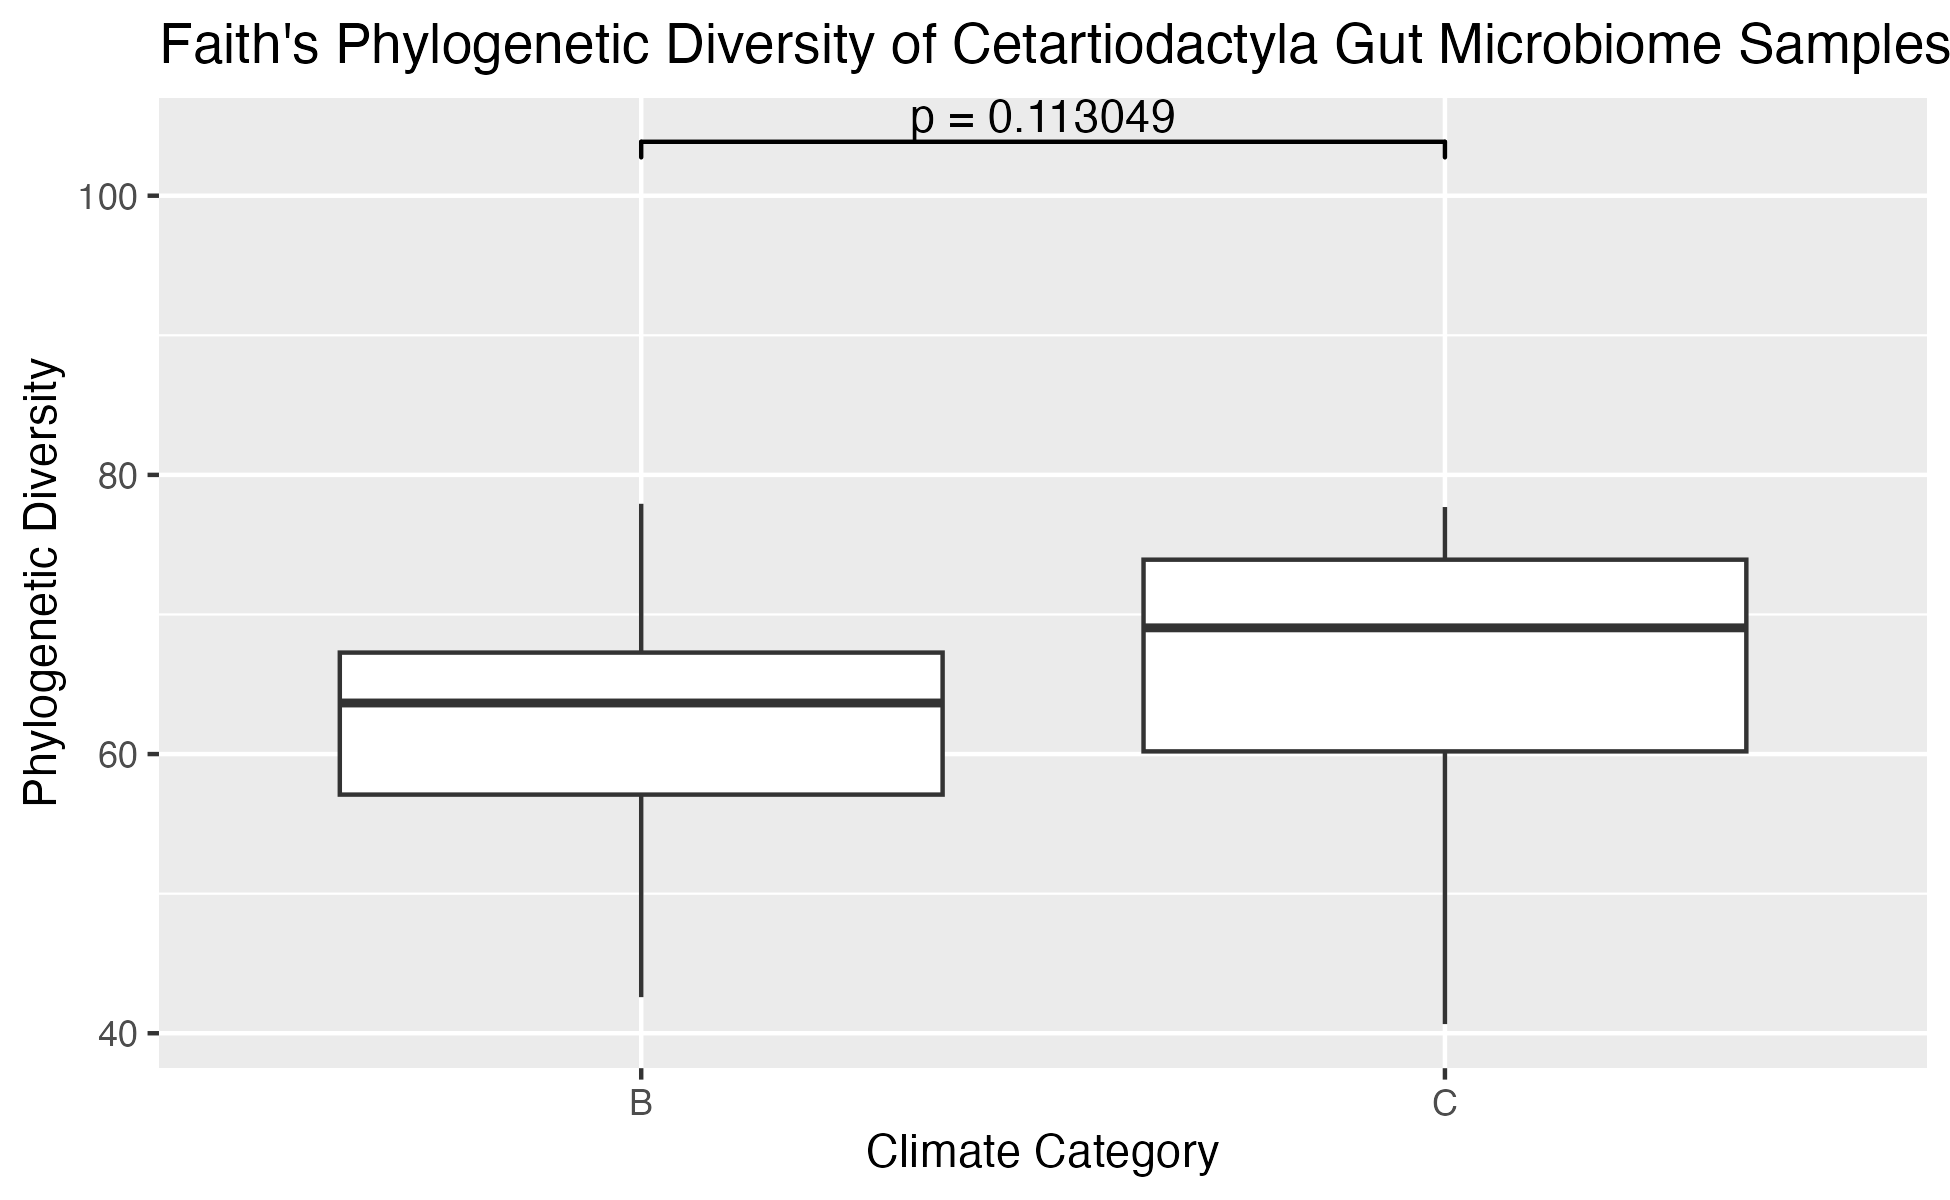 Faith's Phylogenetic Diversity of Cetartiodactyla Gut Microbiome Samples
p = 0.113049
100
80
60
40
Phylogenetic Diversity
B
C
Climate Category